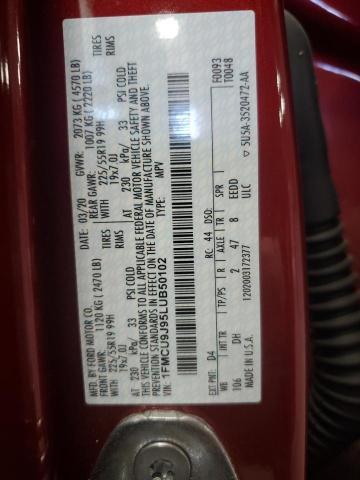 MFD. BY FORD MOTOR CO.
DATE: 03/20 GVWR: 2073 KG ( 4570 LB)
FRONT GAWR: 1120 KG ( 2470 LB) REAR GAWR: 1007 KG ( 2220 LB)
WITH 225/55R19 99H TIRES 225/55R19 99H TIRES
19x7.0J RIMS 19x7.0J RIMS
AT 230 kPa/ 33 PSI COLD AT 230 kPa/ 33 PSI COLD
THIS VEHICLE CONFORMS TO ALL APPLICABLE FEDERAL MOTOR VEHICLE SAFETY AND THEFT
PREVENTION STANDARDS IN EFFECT ON THE DATE OF MANUFACTURE SHOWN ABOVE.
VIN: 1FMCU9J95LUB50102 TYPE: MPV
F0093
T0048
EXT PNT: D4 RC: 44 DSO:
WB INT TR TP/PS R AXLE TR SPR
106 DH 2 47 8 EEDD
MADE IN U.S.A. 1202003172377 ULC
5U5A-3520472-AA